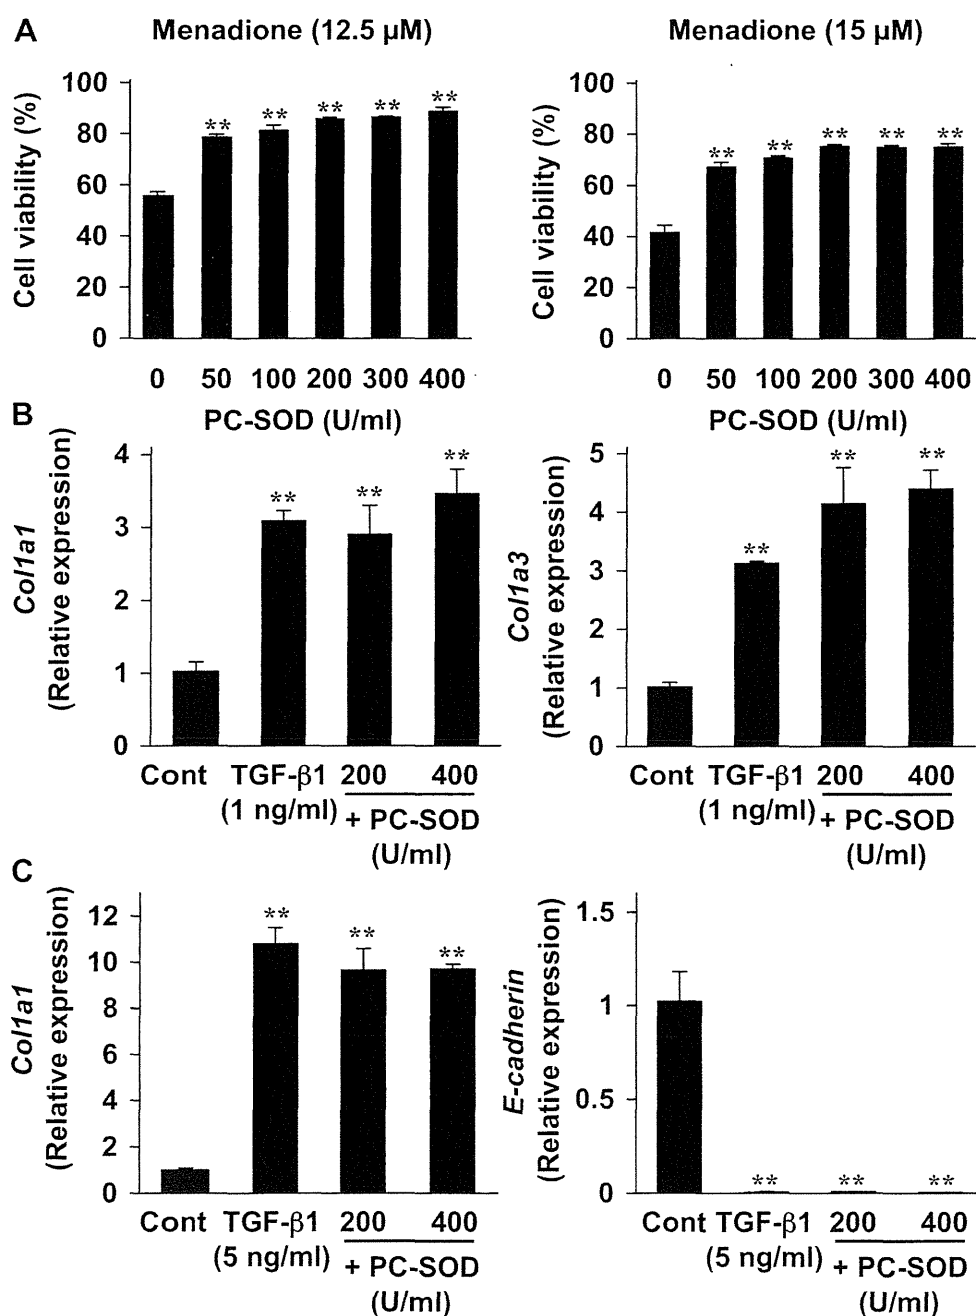 A
Menadione (12.5 µM)
Menadione (15 µM)
Cell viability (%)
100
80
60
40
20
0
** ** ** ** **
0 50 100 200 300 400
PC-SOD (U/ml)
Cell viability (%)
100
80
60
40
20
0
** ** ** ** **
0 50 100 200 300 400
PC-SOD (U/ml)
B
Col1a1
(Relative expression)
4
3
2
1
0
** ** **
Cont TGF-β1 200 400
(1 ng/ml) + PC-SOD
(U/ml)
Col1a3
(Relative expression)
5
4
3
2
1
0
** ** **
Cont TGF-β1 200 400
(1 ng/ml) + PC-SOD
(U/ml)
C
Col1a1
(Relative expression)
12
10
8
6
4
2
0
** ** **
Cont TGF-β1 200 400
(5 ng/ml) + PC-SOD
(U/ml)
E-cadherin
(Relative expression)
1.5
1
0.5
0
** ** **
Cont TGF-β1 200 400
(5 ng/ml) + PC-SOD
(U/ml)